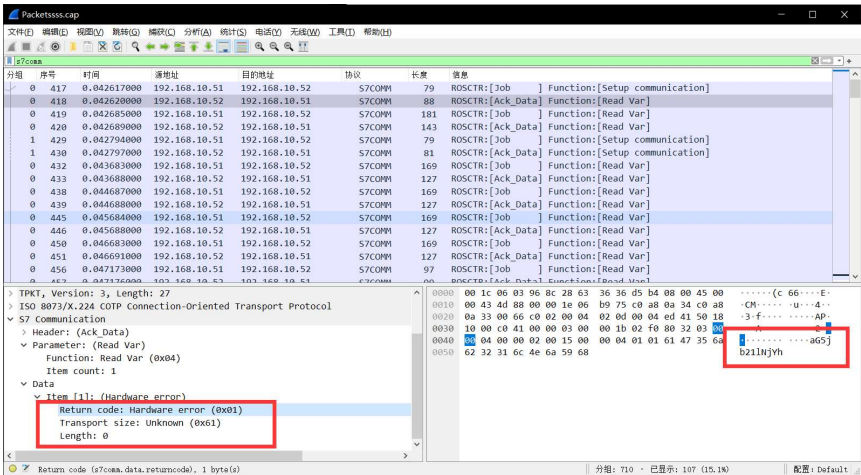 Packetssss.cap
文件(F) 编辑(E) 视图(V) 跳转(G) 捕获(C) 分析(A) 统计(S) 电话(Y) 无线(W) 工具(T) 帮助(H)
s7comm
分组 序号 时间 源地址 目的地址 协议 长度 信息
0 417 0.042617000 192.168.10.51 192.168.10.52 S7COMM 79 ROSCTR:[Job ] Function:[Setup communication]
0 418 0.042620000 192.168.10.52 192.168.10.51 S7COMM 88 ROSCTR:[Ack_Data] Function:[Read Var]
0 419 0.042685000 192.168.10.51 192.168.10.52 S7COMM 181 ROSCTR:[Job ] Function:[Read Var]
0 420 0.042689000 192.168.10.52 192.168.10.51 S7COMM 143 ROSCTR:[Ack_Data] Function:[Read Var]
1 429 0.042794000 192.168.10.51 192.168.10.52 S7COMM 79 ROSCTR:[Job ] Function:[Setup communication]
1 430 0.042797000 192.168.10.52 192.168.10.51 S7COMM 81 ROSCTR:[Ack_Data] Function:[Setup communication]
0 432 0.043683000 192.168.10.51 192.168.10.52 S7COMM 169 ROSCTR:[Job ] Function:[Read Var]
0 433 0.043688000 192.168.10.52 192.168.10.51 S7COMM 127 ROSCTR:[Ack_Data] Function:[Read Var]
0 438 0.044687000 192.168.10.51 192.168.10.52 S7COMM 169 ROSCTR:[Job ] Function:[Read Var]
0 439 0.044688000 192.168.10.52 192.168.10.51 S7COMM 127 ROSCTR:[Ack_Data] Function:[Read Var]
0 445 0.045684000 192.168.10.51 192.168.10.52 S7COMM 169 ROSCTR:[Job ] Function:[Read Var]
0 446 0.045688000 192.168.10.52 192.168.10.51 S7COMM 127 ROSCTR:[Ack_Data] Function:[Read Var]
0 450 0.046683000 192.168.10.51 192.168.10.52 S7COMM 169 ROSCTR:[Job ] Function:[Read Var]
0 451 0.046691000 192.168.10.52 192.168.10.51 S7COMM 127 ROSCTR:[Ack_Data] Function:[Read Var]
0 456 0.047173000 192.168.10.51 192.168.10.52 S7COMM 97 ROSCTR:[Job ] Function:[Read Var]
TPKT, Version: 3, Length: 27
ISO 8073/X.224 COTP Connection-Oriented Transport Protocol
S7 Communication
Header: (Ack_Data)
Parameter: (Read Var)
Function: Read Var (0x04)
Item count: 1
Data
Item [1]: (Hardware error)
Return code: Hardware error (0x01)
Transport size: Unknown (0x61)
Length: 0
0000 00 1c 06 03 96 8c 28 63 36 36 d5 b4 08 00 45 00 ······(c 66····E·
0010 00 43 4d 88 00 00 1e 06 b9 75 c0 a8 0a 34 c0 a8 ·CM····· ·u···4··
0020 0a 33 00 66 c0 02 00 04 02 0d 00 04 ed 41 50 18 ·3·f···· ·····AP·
0030 10 00 c0 41 00 00 03 00 00 1b 02 f0 80 32 03 00
0040 00 04 00 00 02 00 15 00 00 04 01 01 61 47 35 6a ········ ····aG5j
0050 62 32 31 6c 4e 6a 59 68 b21lNjYh
Return code (s7comm.data.returncode), 1 byte(s)
分组: 710 · 已显示: 107 (15.1%)
配置: Default